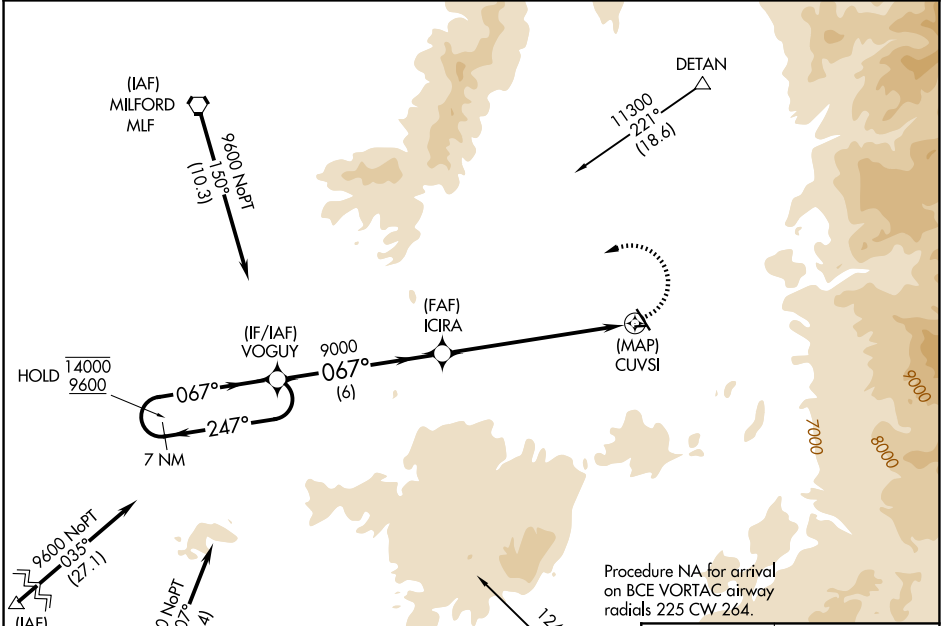 (IAF)
MILFORD
MLF
9600 NoPT
150°
(10.3)
DETAN
11300
221°
(18.6)
(FAF)
ICIRA
(IF/IAF)
VOGUY
9000
067°
(6)
(MAP)
CUVSI
HOLD 14000
9600
067°
247°
7 NM
9000
7000
8000
9600 NoPT
035°
(27.1)
(IAF)
NoPT
Procedure NA for arrival
on BCE VORTAC airway
radials 225 CW 264.